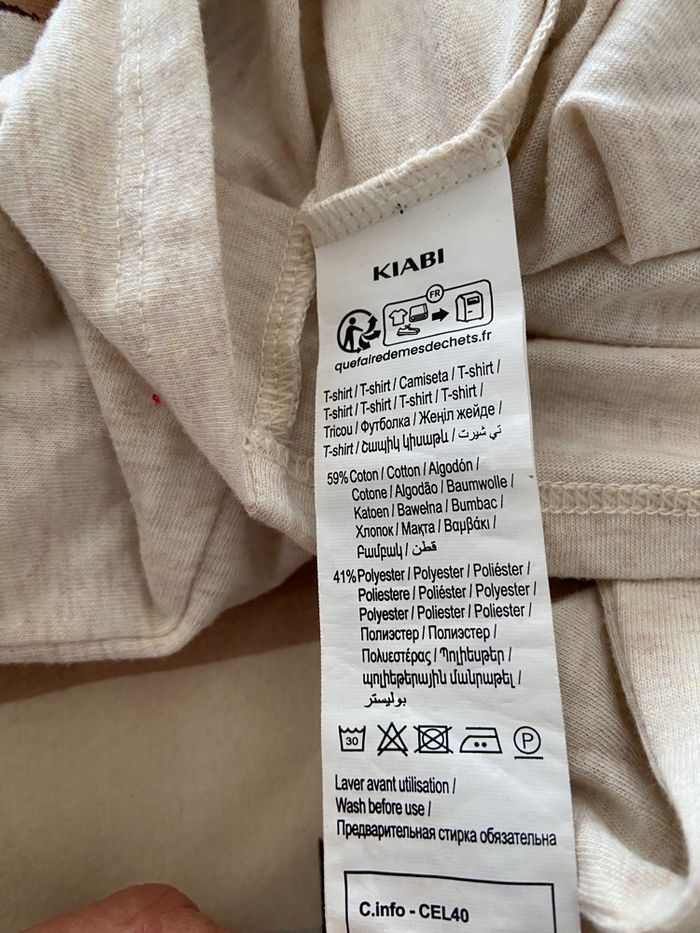 KIABI
FR
quefairedemesdechets.fr
T-shirt / T-shirt / Camiseta / T-shirt /
T-shirt / T-shirt / T-shirt / T-shirt /
Tricou / Футболка / Жеңіл жейде /
T-shirt / Շապիկ կիսաթև / تي شيرت
59% Coton / Cotton / Algodón /
Cotone / Algodão / Baumwolle /
Katoen / Bawełna / Bumbac /
Хлопок / Мақта / Βαμβάκι /
Բամբակ / قطن
41% Polyester / Polyester / Poliéster /
Poliestere / Poliéster / Polyester /
Polyester / Poliester / Poliester /
Полиэстер / Полиэстер /
Πολυεστέρας / Պոլիեսթեր /
պոլիեթերային մանրաթել /
بوليستر
30 P
Laver avant utilisation /
Wash before use /
Предварительная стирка обязательна
C.info - CEL40